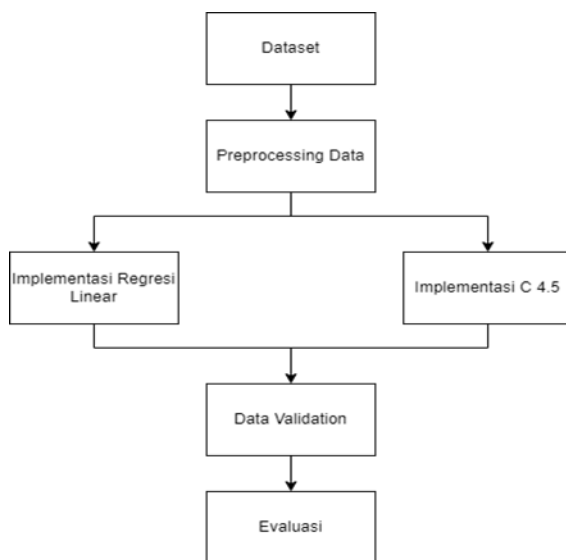 Dataset
Preprocessing Data
Implementasi Regresi
Linear
Implementasi C 4.5
Data Validation
Evaluasi